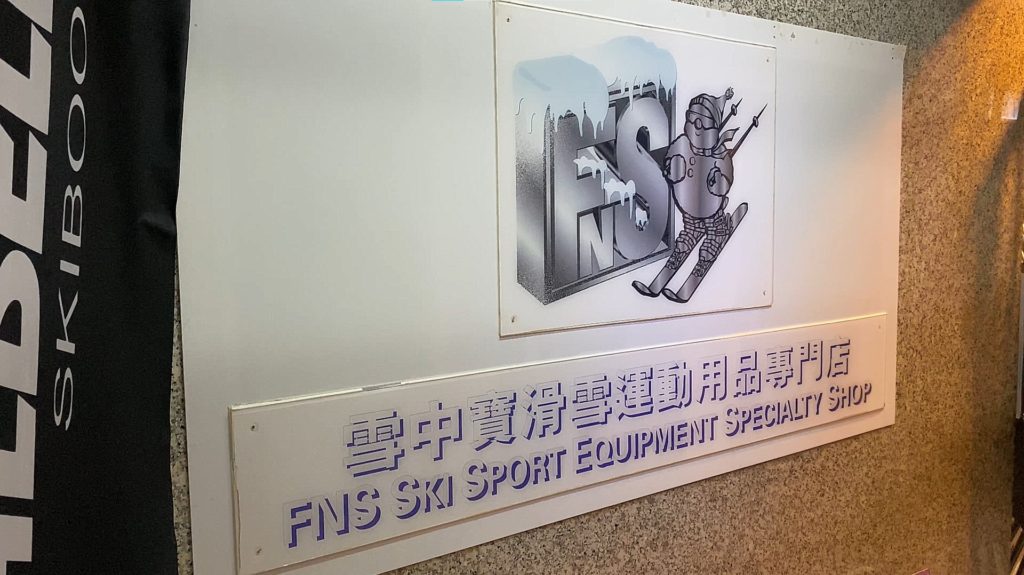 SKIBOO
FNS
雪中寶滑雪運動用品專門店
FNS SKI SPORT EQUIPMENT SPECIALTY SHOP